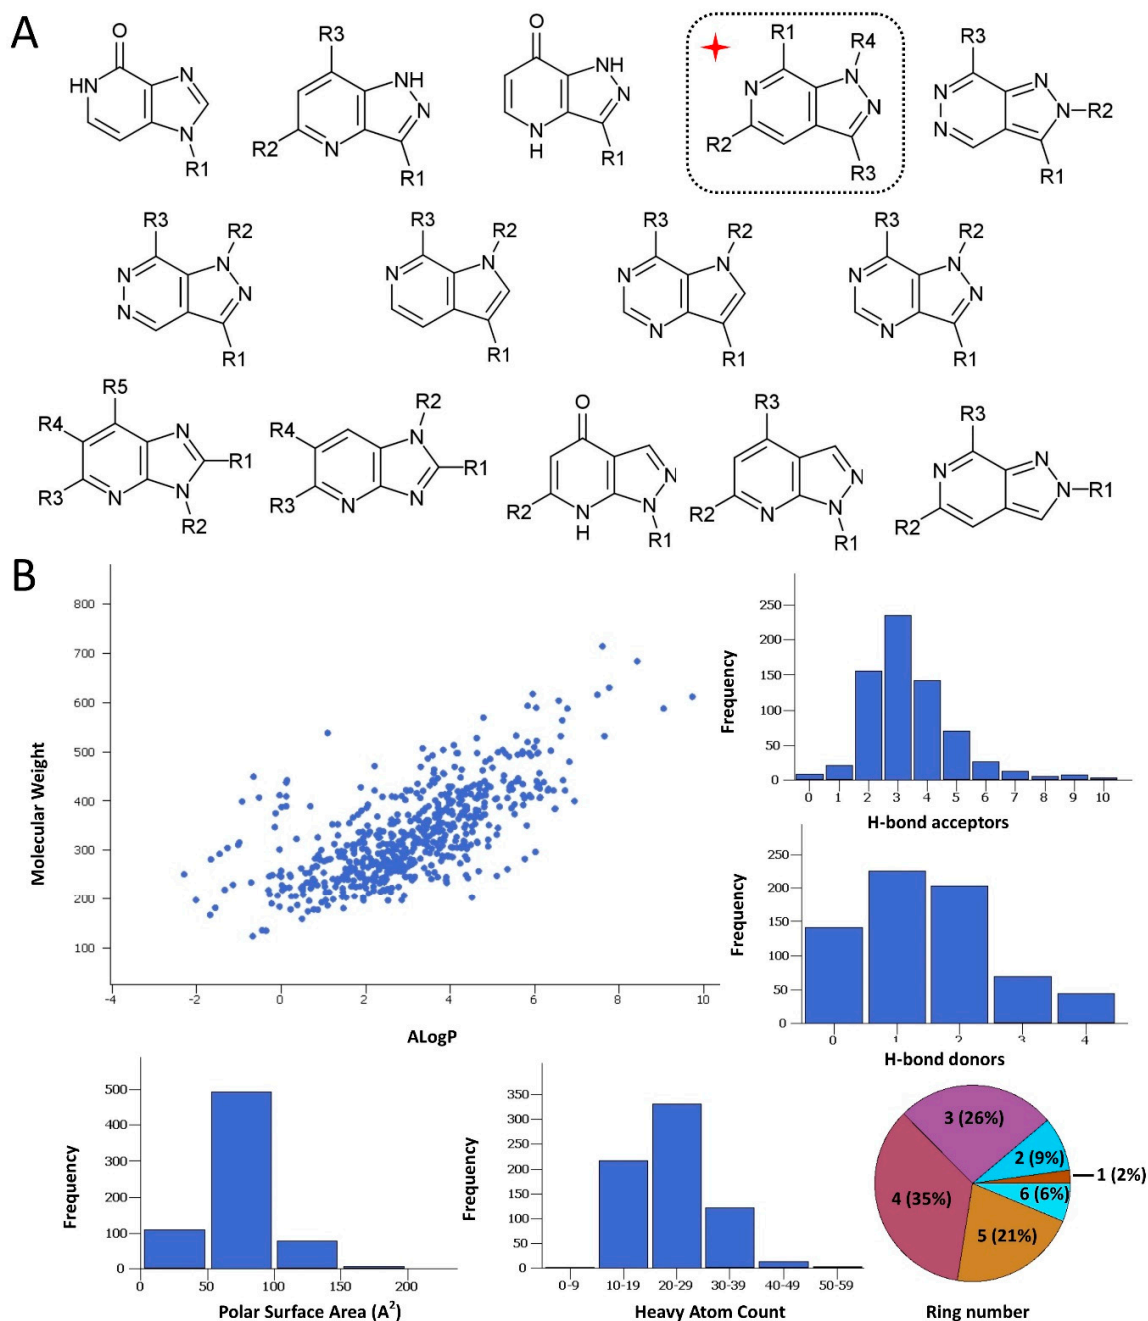 A
O
HN
N
N
R1
R3
NH
N
R2
N
R1
O
NH
N
N
H
R1
R1
R4
N
N
N
R2
R3
R3
N
N
N
N
R2
R1
R3
R2
N
N
N
N
R1
R3
R2
N
N
R1
R3
R2
N
N
N
R1
R3
R2
N
N
N
N
R1
R5
R4
N
R1
R3
N
N
R2
R2
R4
N
R1
R3
N
N
O
N
R2
N
H
N
R1
R3
N
R2
N
N
R1
R3
N
N
N
R1
R2
B
800
700
600
500
400
300
200
100
Molecular Weight
-4
-2
0
2
4
6
8
10
ALogP
250
200
150
100
50
0
Frequency
0 1 2 3 4 5 6 7 8 9 10
H-bond acceptors
250
200
150
100
50
0
Frequency
0 1 2 3 4
H-bond donors
500
400
300
200
100
0
Frequency
0 50 100 150 200
Polar Surface Area (A²)
350
300
250
200
150
100
50
0
Frequency
0-9 10-19 20-29 30-39 40-49 50-59
Heavy Atom Count
3 (26%)
2 (9%)
1 (2%)
6 (6%)
4 (35%)
5 (21%)
Ring number